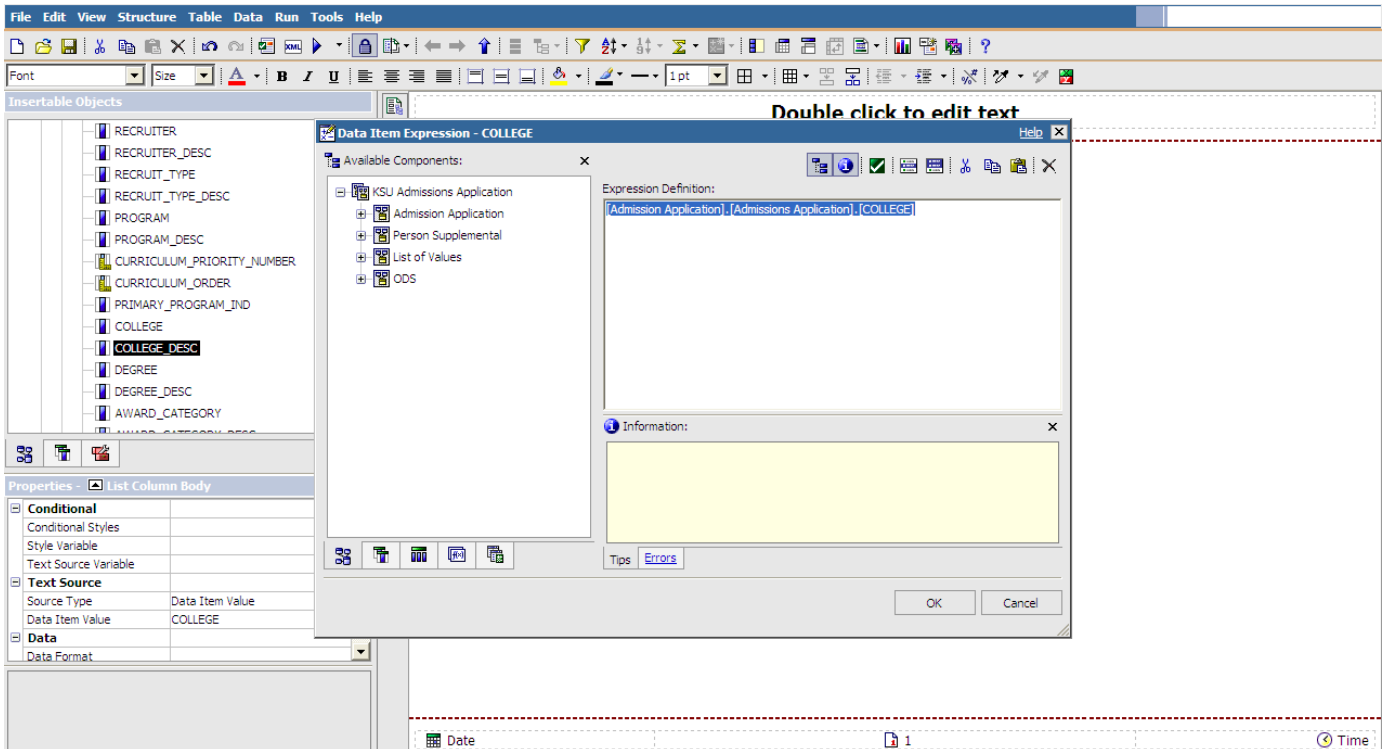 File Edit View Structure Table Data Run Tools Help
Font Size A B I U 1 pt
Insertable Objects
RECRUITER
RECRUITER_DESC
RECRUIT_TYPE
RECRUIT_TYPE_DESC
PROGRAM
PROGRAM_DESC
CURRICULUM_PRIORITY_NUMBER
CURRICULUM_ORDER
PRIMARY_PROGRAM_IND
COLLEGE
COLLEGE_DESC
DEGREE
DEGREE_DESC
AWARD_CATEGORY
AWARD_CATEGORY_DESC
Properties - List Column Body
Conditional
Conditional Styles
Style Variable
Text Source Variable
Text Source
Source Type Data Item Value
Data Item Value COLLEGE
Data
Data Format
Double click to edit text
Data Item Expression - COLLEGE Help
Available Components:
KSU Admissions Application
Admission Application
Person Supplemental
List of Values
ODS
Expression Definition:
[Admission Application].[Admissions Application].[COLLEGE]
Information:
Tips Errors
OK Cancel
Date 1 Time